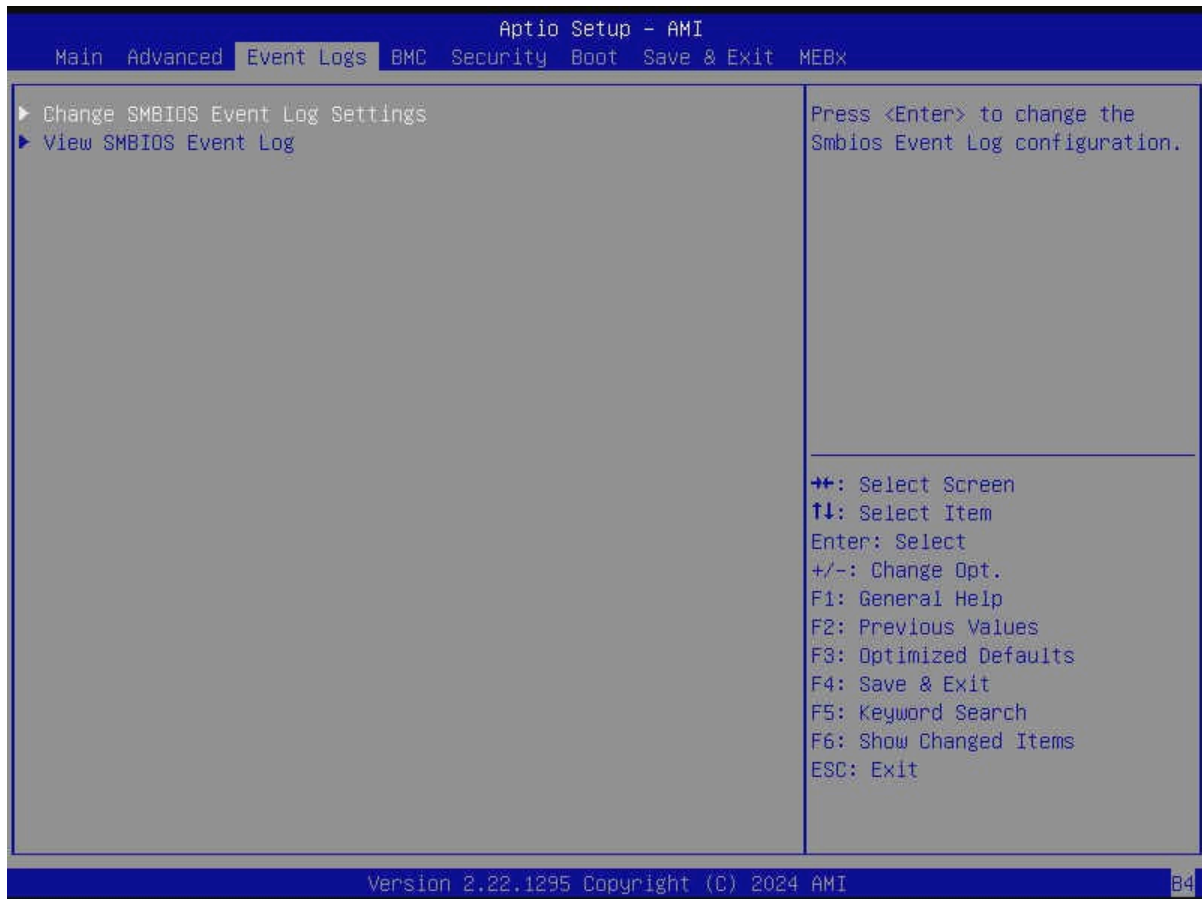 Aptio Setup - AMI
Main Advanced Event Logs BMC Security Boot Save & Exit MEBx
▶ Change SMBIOS Event Log Settings
▶ View SMBIOS Event Log
Press <Enter> to change the
Smbios Event Log configuration.
→←: Select Screen
↑↓: Select Item
Enter: Select
+/-: Change Opt.
F1: General Help
F2: Previous Values
F3: Optimized Defaults
F4: Save & Exit
F5: Keyword Search
F6: Show Changed Items
ESC: Exit
Version 2.22.1295 Copyright (C) 2024 AMI
B4